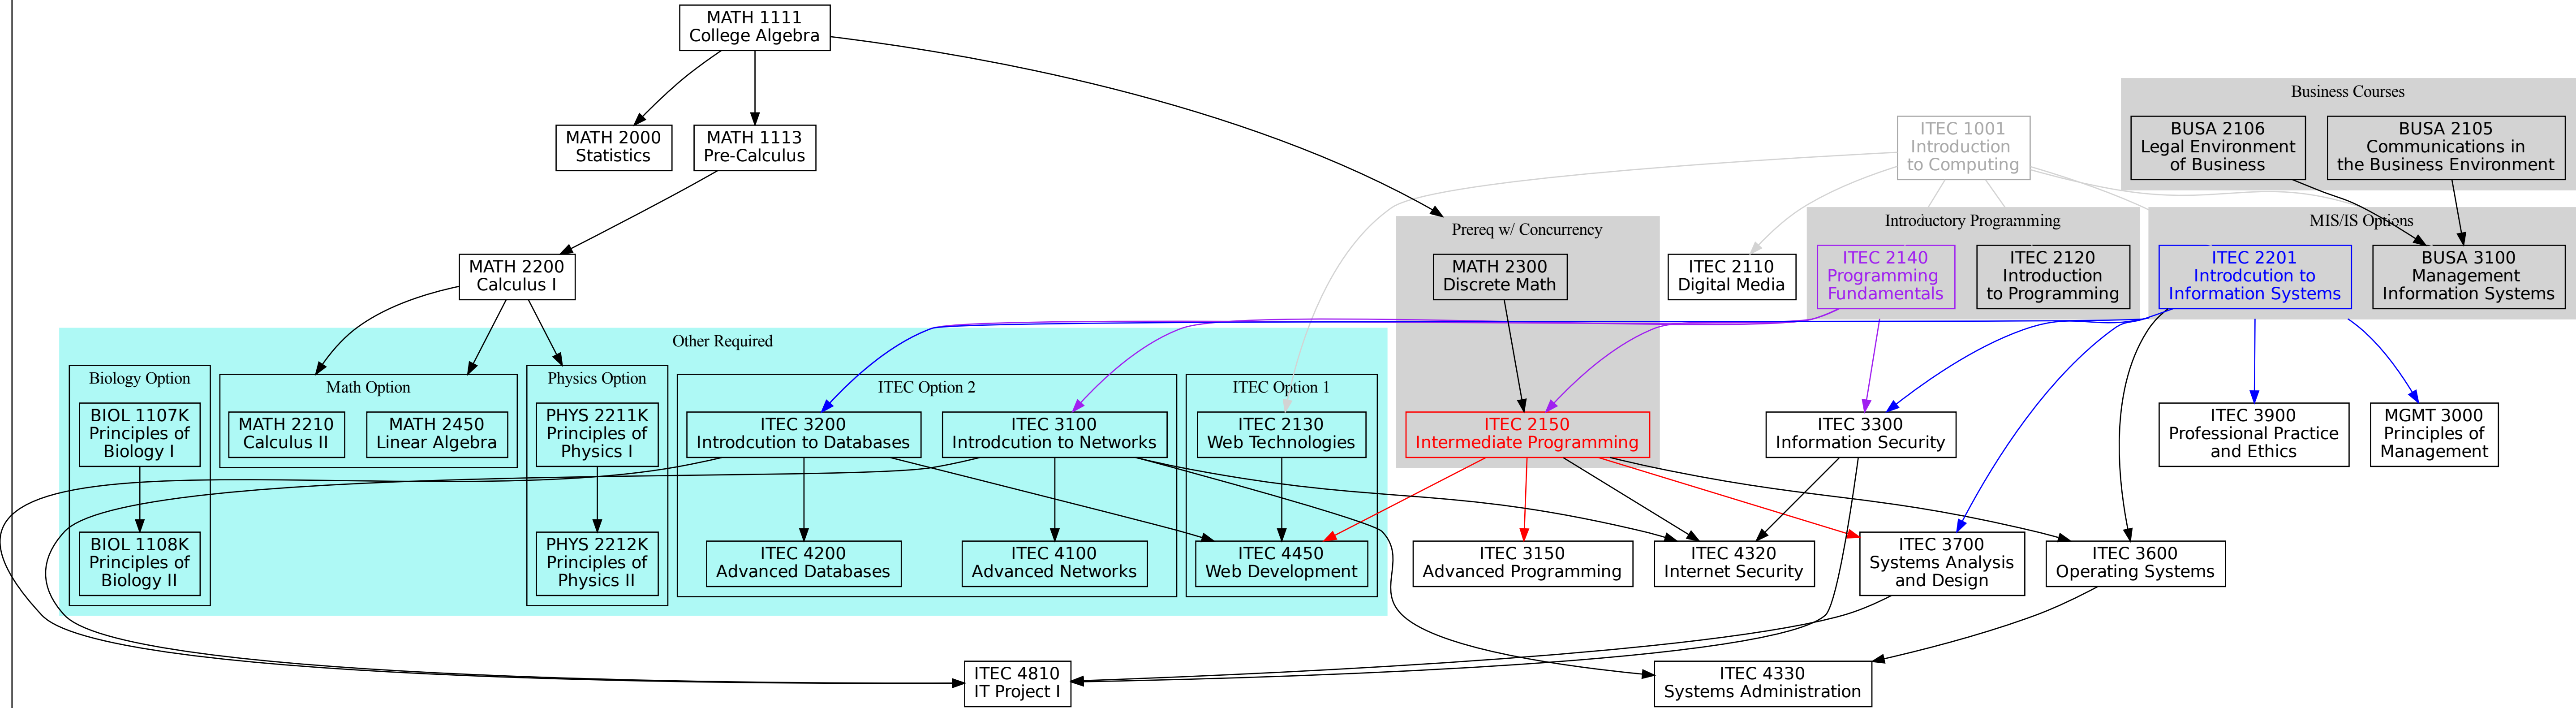 MATH 1111
College Algebra
Business Courses
MATH 2000
Statistics
MATH 1113
Pre-Calculus
ITEC 1001
Introduction
to Computing
BUSA 2106
Legal Environment
of Business
BUSA 2105
Communications in
the Business Environment
Prereq w/ Concurrency
Introductory Programming
MIS/IS Options
MATH 2200
Calculus I
MATH 2300
Discrete Math
ITEC 2110
Digital Media
ITEC 2140
Programming
Fundamentals
ITEC 2120
Introduction
to Programming
ITEC 2201
Introdcution to
Information Systems
BUSA 3100
Management
Information Systems
Other Required
Biology Option
Math Option
Physics Option
ITEC Option 2
ITEC Option 1
BIOL 1107K
Principles of
Biology I
MATH 2210
Calculus II
MATH 2450
Linear Algebra
PHYS 2211K
Principles of
Physics I
ITEC 3200
Introdcution to Databases
ITEC 3100
Introdcution to Networks
ITEC 2130
Web Technologies
ITEC 2150
Intermediate Programming
ITEC 3300
Information Security
ITEC 3900
Professional Practice
and Ethics
MGMT 3000
Principles of
Management
BIOL 1108K
Principles of
Biology II
PHYS 2212K
Principles of
Physics II
ITEC 4200
Advanced Databases
ITEC 4100
Advanced Networks
ITEC 4450
Web Development
ITEC 3150
Advanced Programming
ITEC 4320
Internet Security
ITEC 3700
Systems Analysis
and Design
ITEC 3600
Operating Systems
ITEC 4810
IT Project I
ITEC 4330
Systems Administration